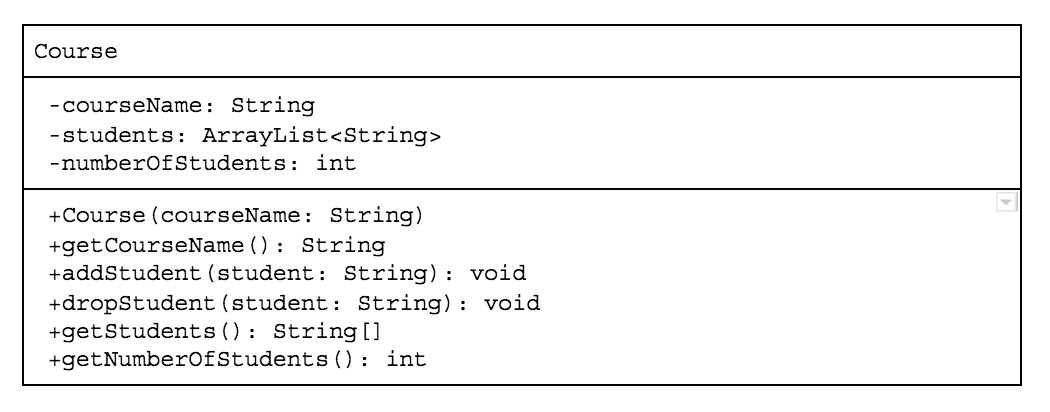 Course
-courseName: String
-students: ArrayList<String>
-numberOfStudents: int
+Course(courseName: String)
+getCourseName(): String
+addStudent(student: String): void
+dropStudent(student: String): void
+getStudents(): String[]
+getNumberOfStudents(): int